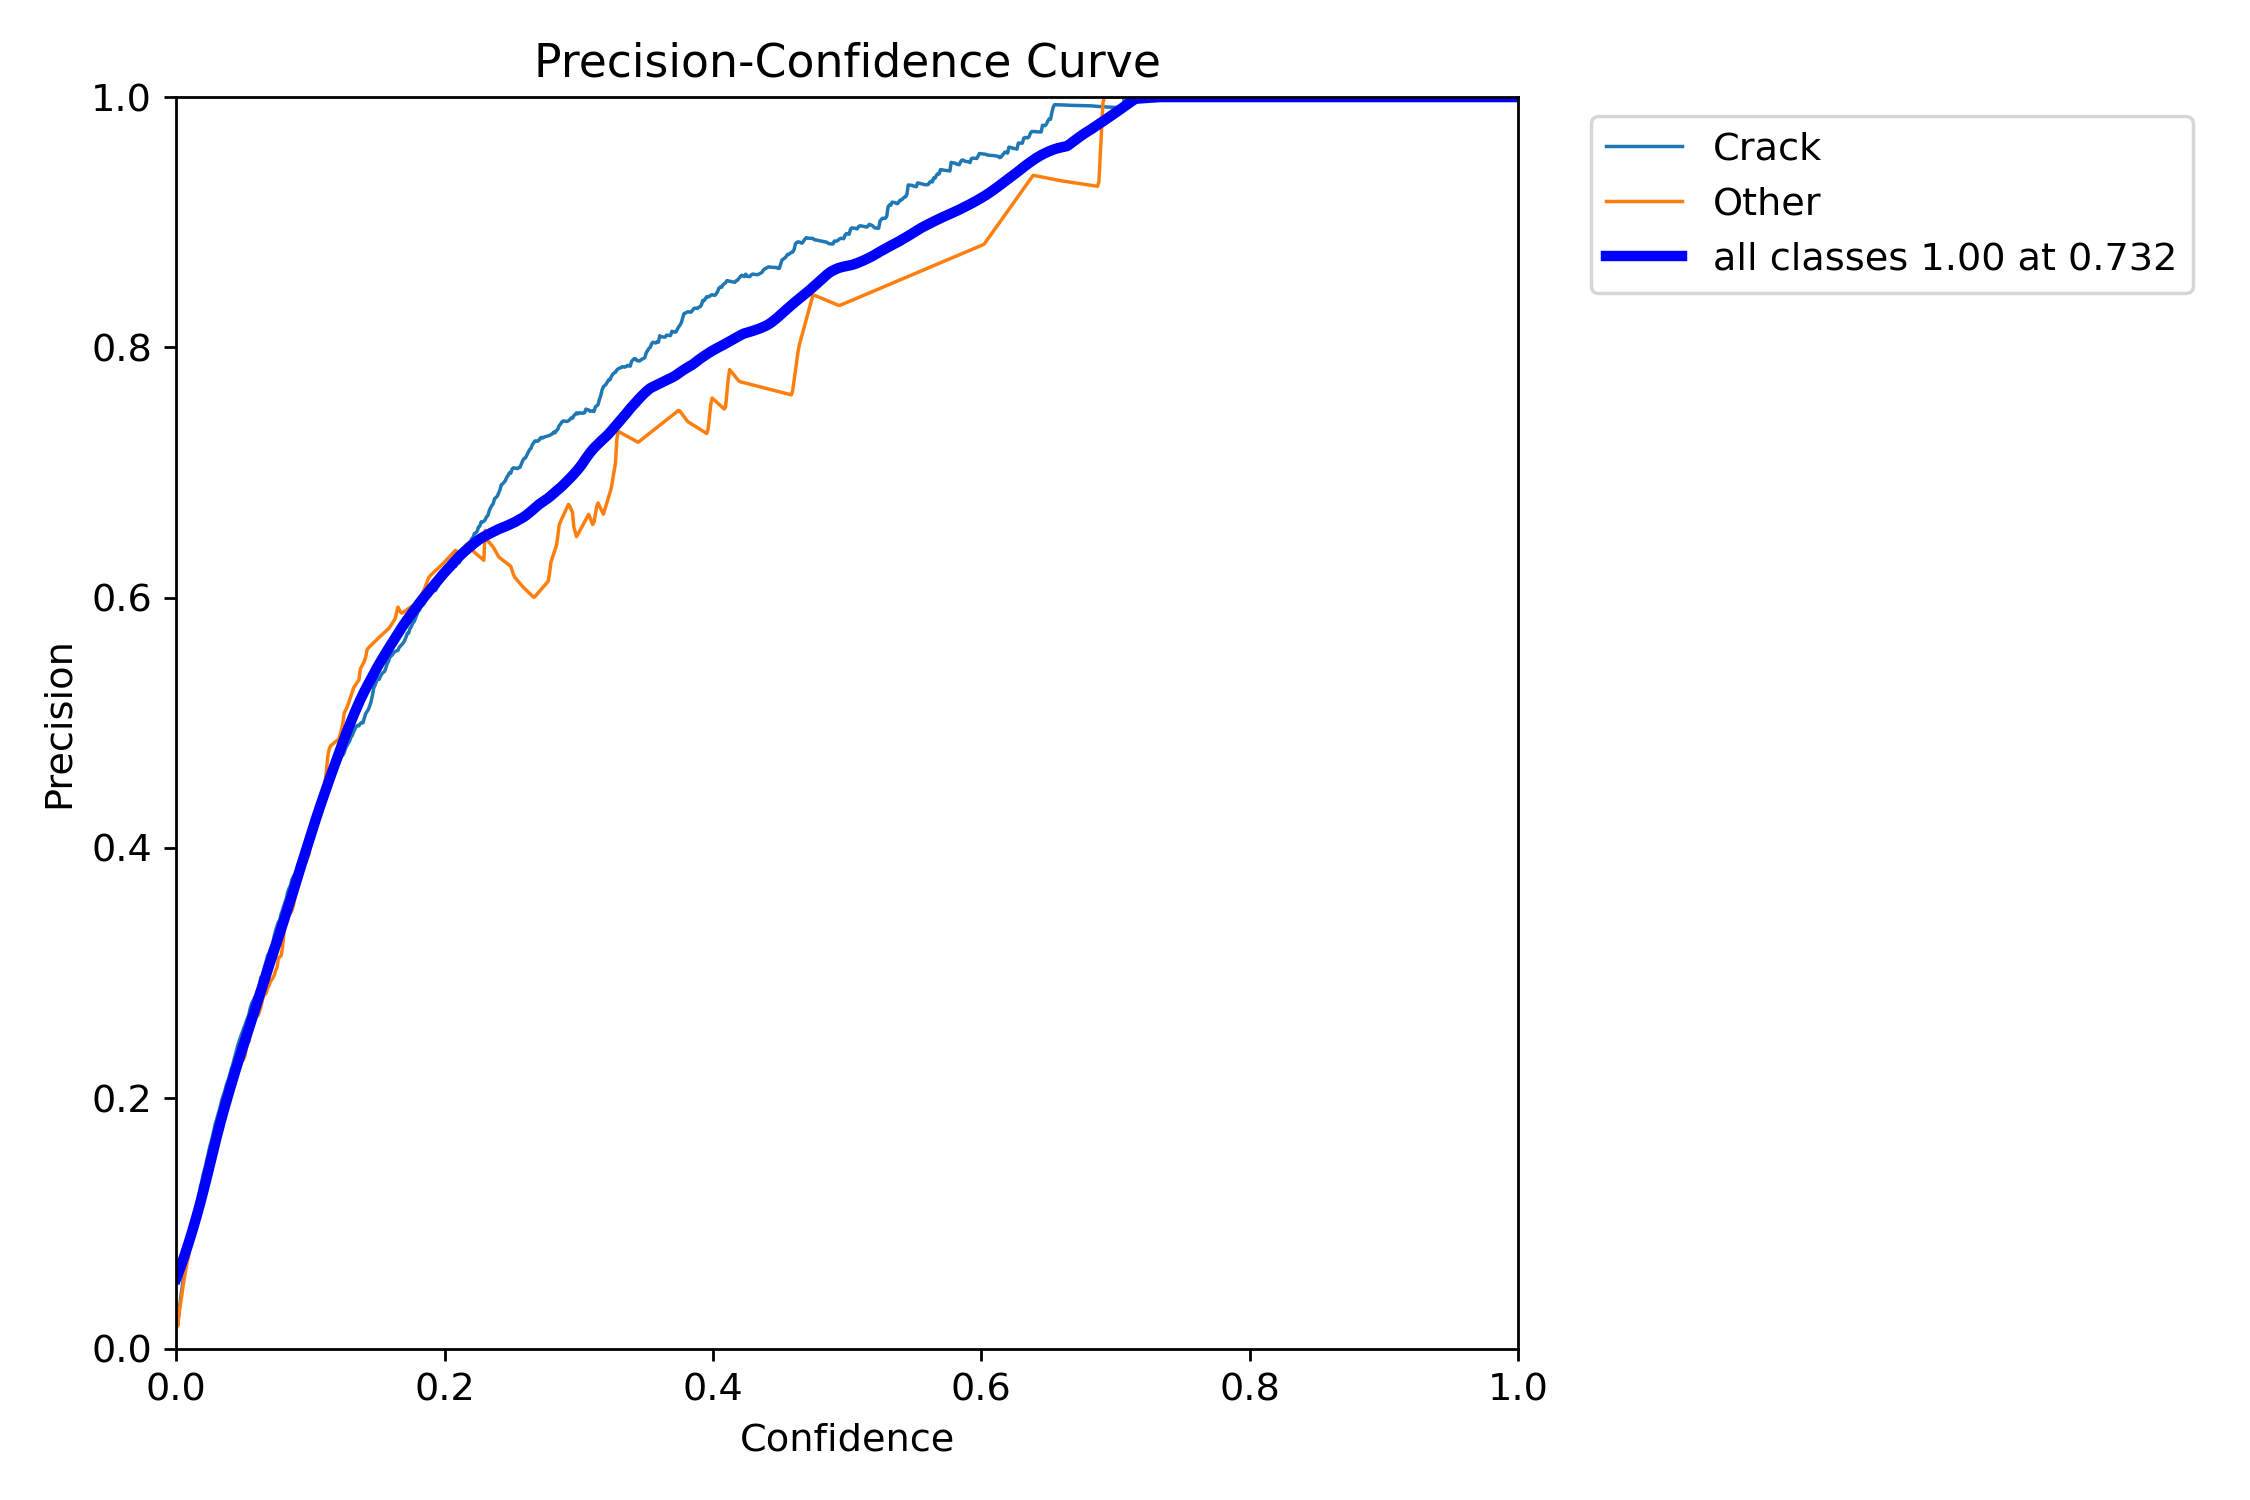 Precision-Confidence Curve
1.0
0.8
0.6
0.4
0.2
0.0
Precision
0.0 0.2 0.4 0.6 0.8 1.0
Confidence
Crack
Other
all classes 1.00 at 0.732